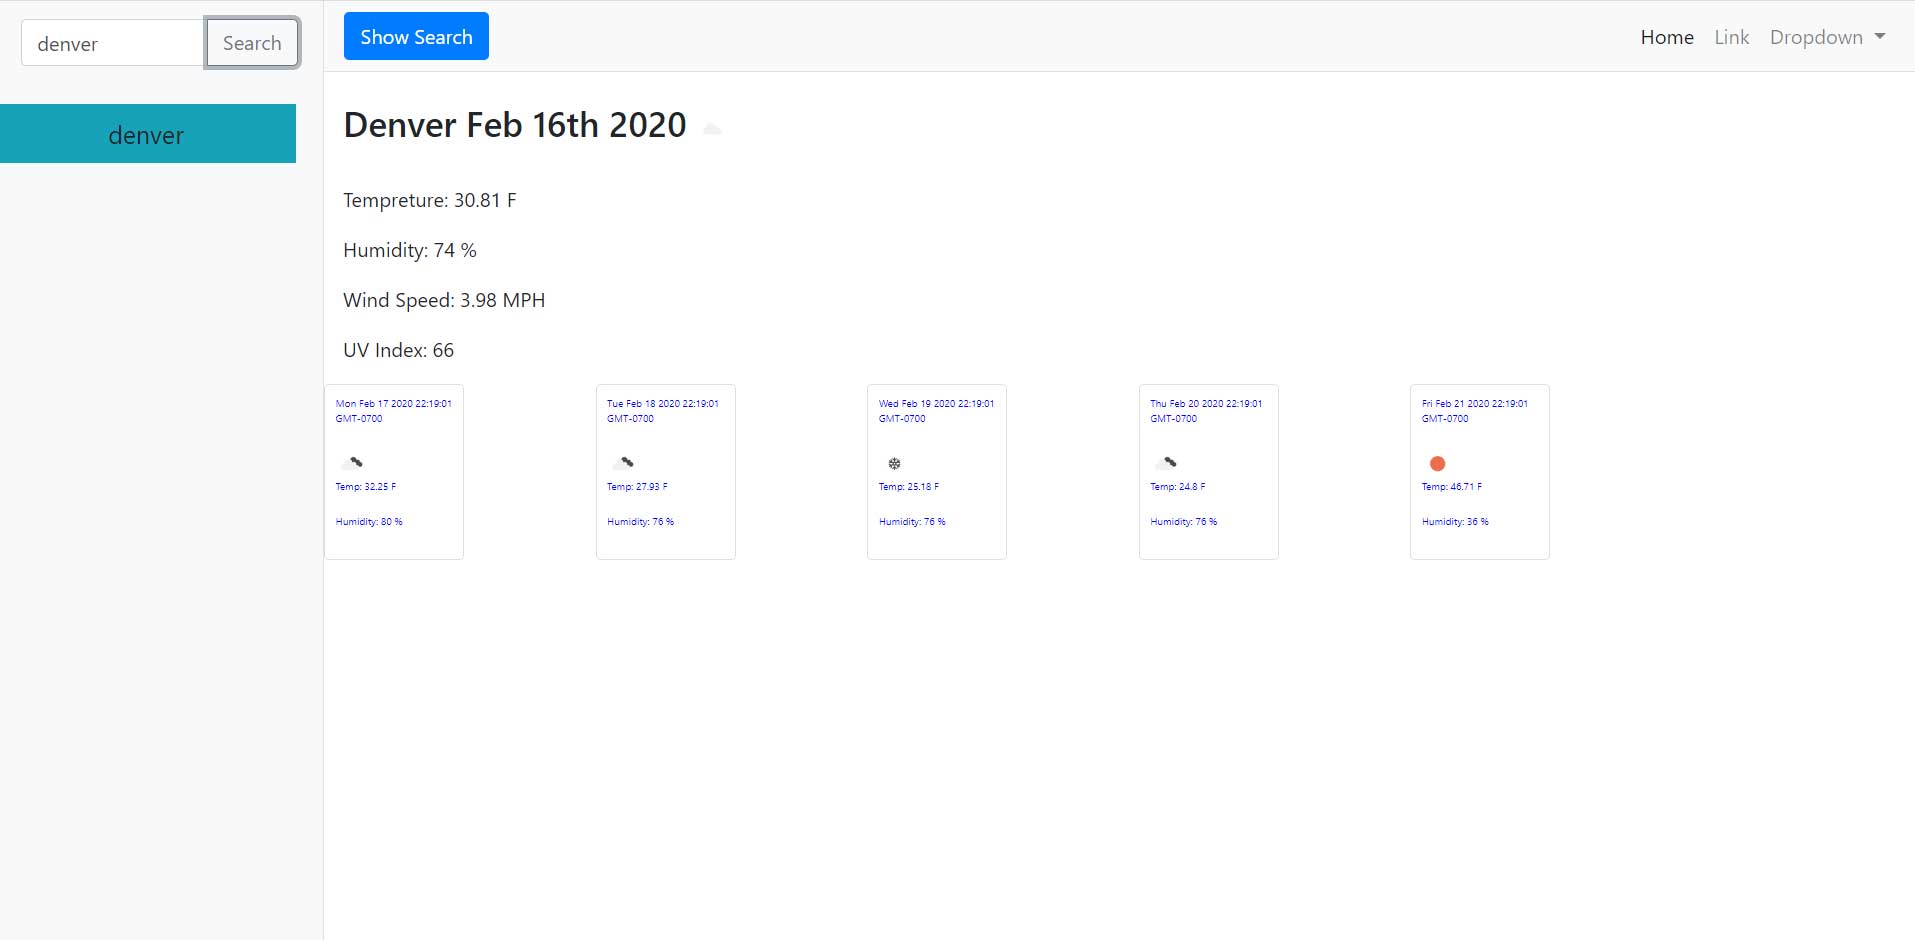 denver
Search
Show Search
Home
Link
Dropdown
denver
Denver Feb 16th 2020
Tempreture: 30.81 F
Humidity: 74 %
Wind Speed: 3.98 MPH
UV Index: 66
Mon Feb 17 2020 22:19:01
GMT-0700
Temp: 32.25 F
Humidity: 80 %
Tue Feb 18 2020 22:19:01
GMT-0700
Temp: 27.93 F
Humidity: 76 %
Wed Feb 19 2020 22:19:01
GMT-0700
Temp: 25.18 F
Humidity: 76 %
Thu Feb 20 2020 22:19:01
GMT-0700
Temp: 24.8 F
Humidity: 76 %
Fri Feb 21 2020 22:19:01
GMT-0700
Temp: 46.71 F
Humidity: 36 %